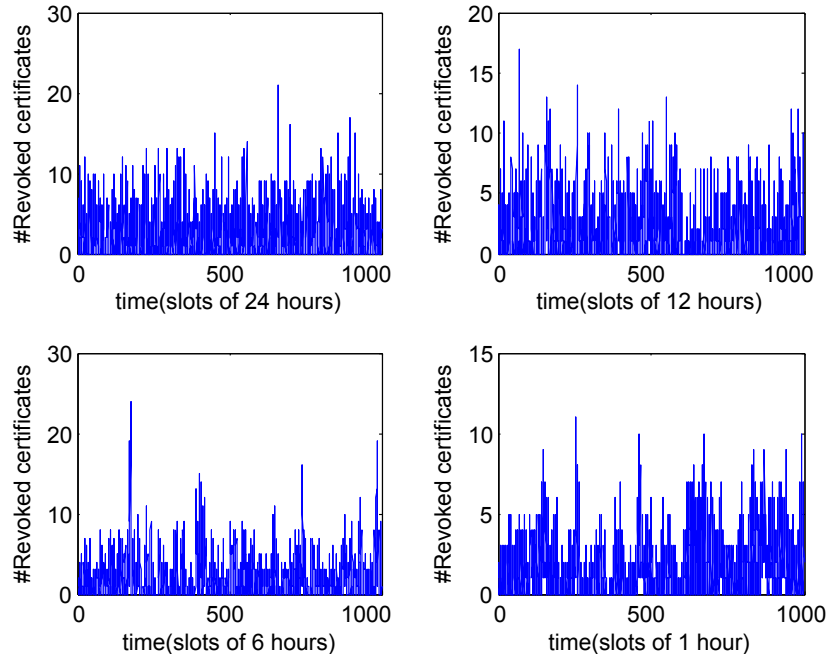 30
20
10
0
#Revoked certificates
0 500 1000
time(slots of 24 hours)
20
15
10
5
0
#Revoked certificates
0 500 1000
time(slots of 12 hours)
30
20
10
0
#Revoked certificates
0 500 1000
time(slots of 6 hours)
15
10
5
0
#Revoked certificates
0 500 1000
time(slots of 1 hour)